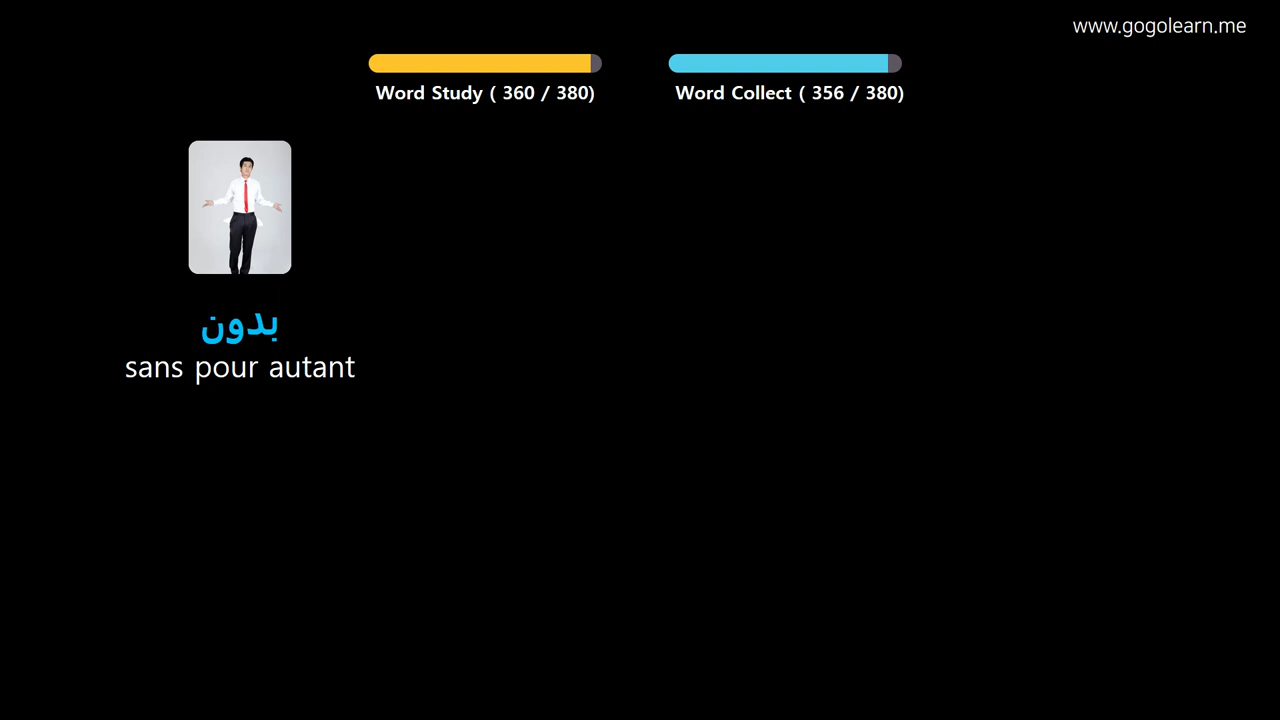 www.gogolearn.me
Word Study ( 360 / 380)
Word Collect ( 356 / 380)
بدون
sans pour autant